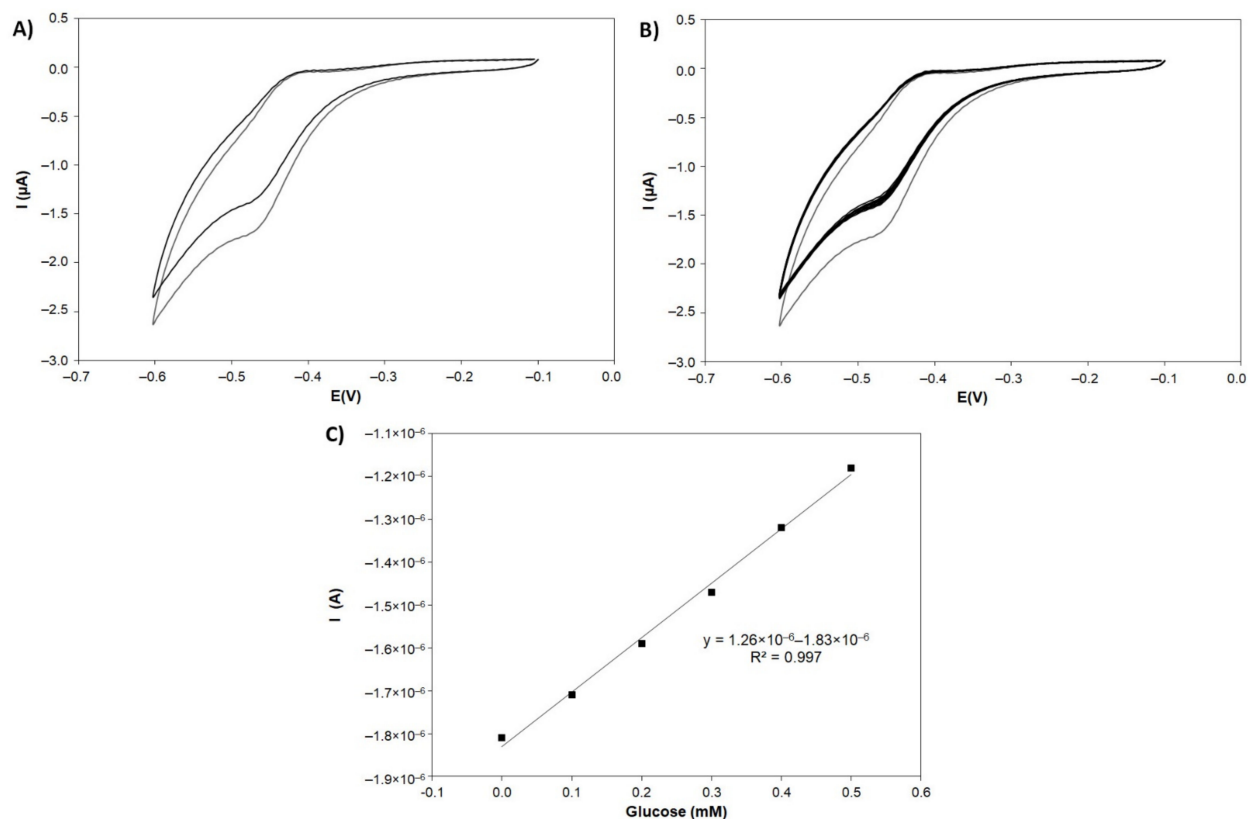 A)
0.5
0.0
–0.5
–1.0
–1.5
–2.0
–2.5
–3.0
I (µA)
–0.7 –0.6 –0.5 –0.4 –0.3 –0.2 –0.1 0.0
E(V)
B)
0.5
0.0
–0.5
–1.0
–1.5
–2.0
–2.5
–3.0
I (µA)
–0.7 –0.6 –0.5 –0.4 –0.3 –0.2 –0.1 0.0
E(V)
C)
–1.1×10⁻⁶
–1.2×10⁻⁶
–1.3×10⁻⁶
–1.4×10⁻⁶
–1.5×10⁻⁶
–1.6×10⁻⁶
–1.7×10⁻⁶
–1.8×10⁻⁶
–1.9×10⁻⁶
I (A)
y = 1.26×10⁻⁶–1.83×10⁻⁶
R² = 0.997
-0.1 0.0 0.1 0.2 0.3 0.4 0.5 0.6
Glucose (mM)